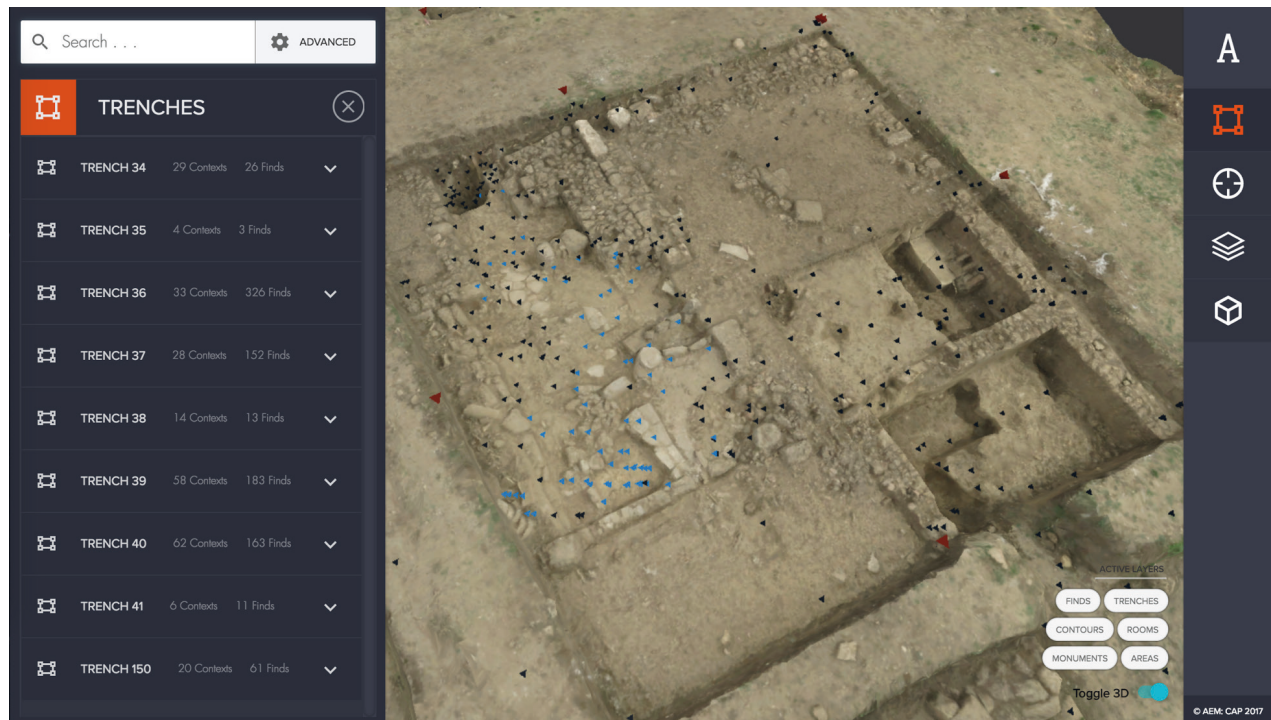 Search . . .
ADVANCED
TRENCHES
TRENCH 34 29 Contexts 26 Finds
TRENCH 35 4 Contexts 3 Finds
TRENCH 36 33 Contexts 326 Finds
TRENCH 37 28 Contexts 152 Finds
TRENCH 38 14 Contexts 13 Finds
TRENCH 39 58 Contexts 183 Finds
TRENCH 40 62 Contexts 163 Finds
TRENCH 41 6 Contexts 11 Finds
TRENCH 150 20 Contexts 61 Finds
A
ACTIVE LAYERS
FINDS TRENCHES
CONTOURS ROOMS
MONUMENTS AREAS
Toggle 3D
© AEM: CAP 2017